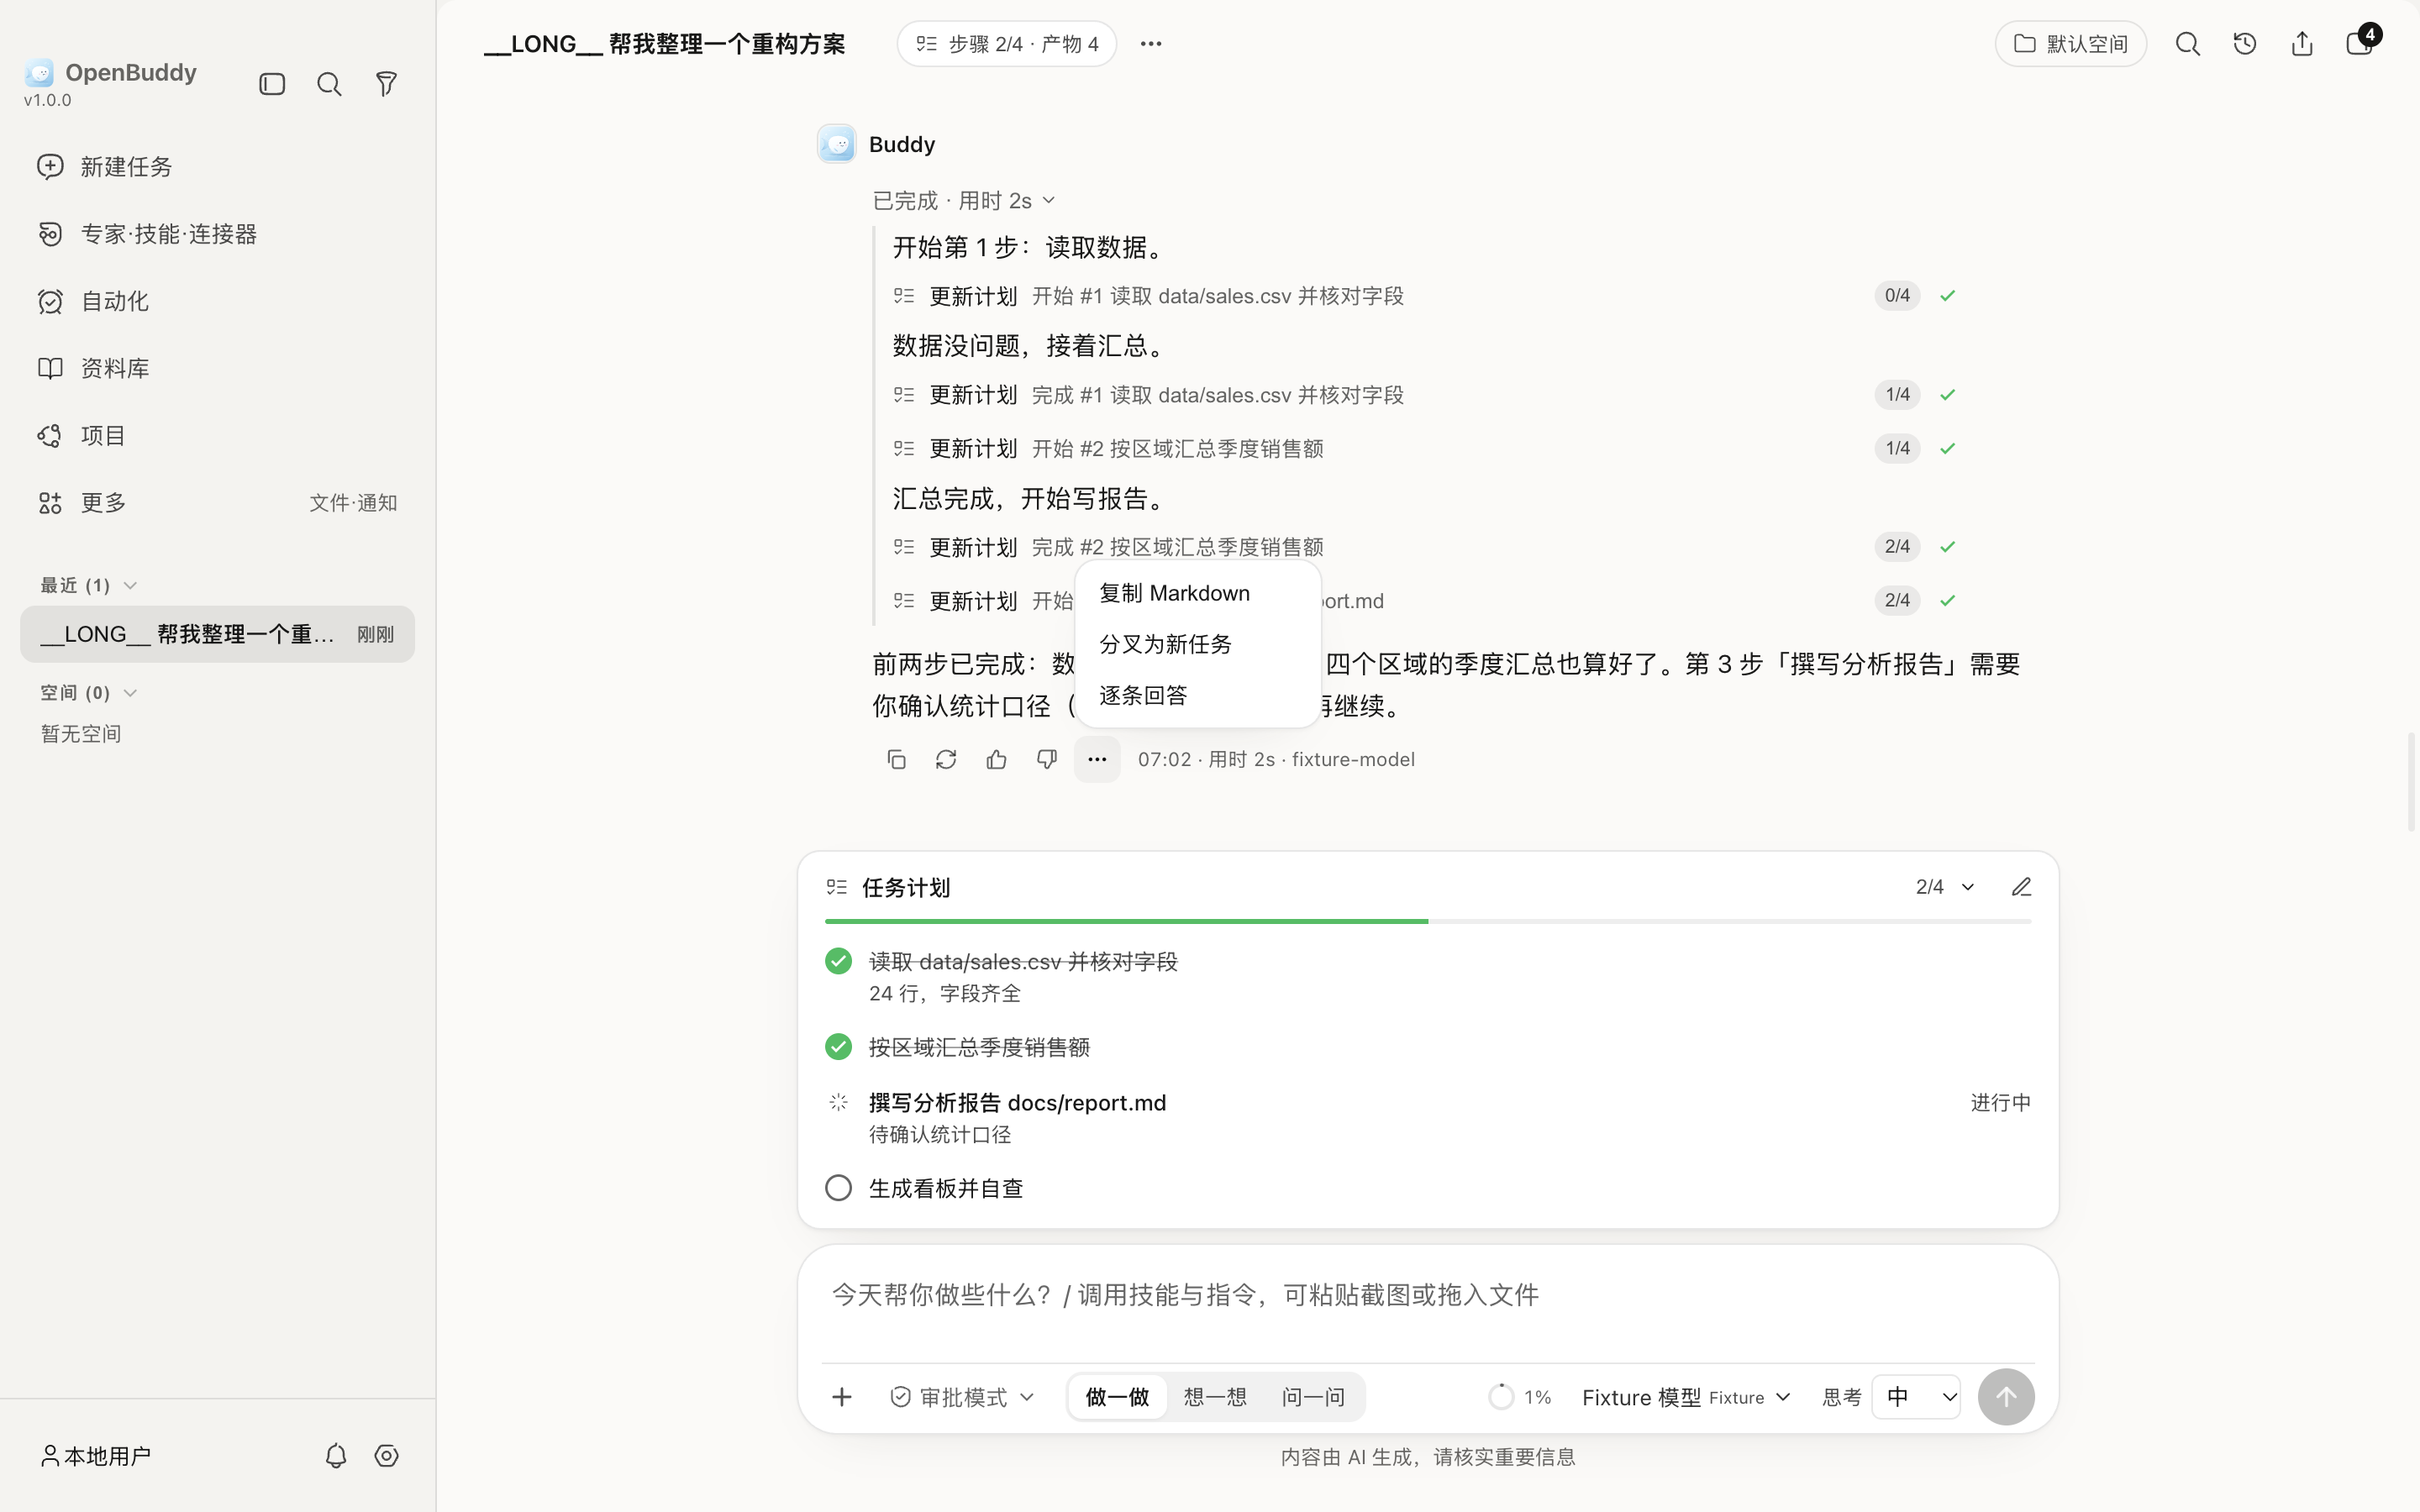 OpenBuddy
v1.0.0
新建任务
专家·技能·连接器
自动化
资料库
项目
更多 文件·通知
最近 (1)
__LONG__ 帮我整理一个重… 刚刚
空间 (0)
暂无空间
本地用户
__LONG__ 帮我整理一个重构方案 步骤 2/4 · 产物 4
默认空间 4
Buddy
已完成 · 用时 2s
开始第 1 步：读取数据。
更新计划 开始 #1 读取 data/sales.csv 并核对字段 0/4
数据没问题，接着汇总。
更新计划 完成 #1 读取 data/sales.csv 并核对字段 1/4
更新计划 开始 #2 按区域汇总季度销售额 1/4
汇总完成，开始写报告。
更新计划 完成 #2 按区域汇总季度销售额 2/4
更新计划 开始 ort.md 2/4
复制 Markdown
分叉为新任务
逐条回答
前两步已完成：数 四个区域的季度汇总也算好了。第 3 步「撰写分析报告」需要
你确认统计口径（ 再继续。
07:02 · 用时 2s · fixture-model
任务计划 2/4
读取 data/sales.csv 并核对字段
24 行，字段齐全
按区域汇总季度销售额
撰写分析报告 docs/report.md 进行中
待确认统计口径
生成看板并自查
今天帮你做些什么？/ 调用技能与指令，可粘贴截图或拖入文件
审批模式 做一做 想一想 问一问 1% Fixture 模型 Fixture 思考 中
内容由 AI 生成，请核实重要信息